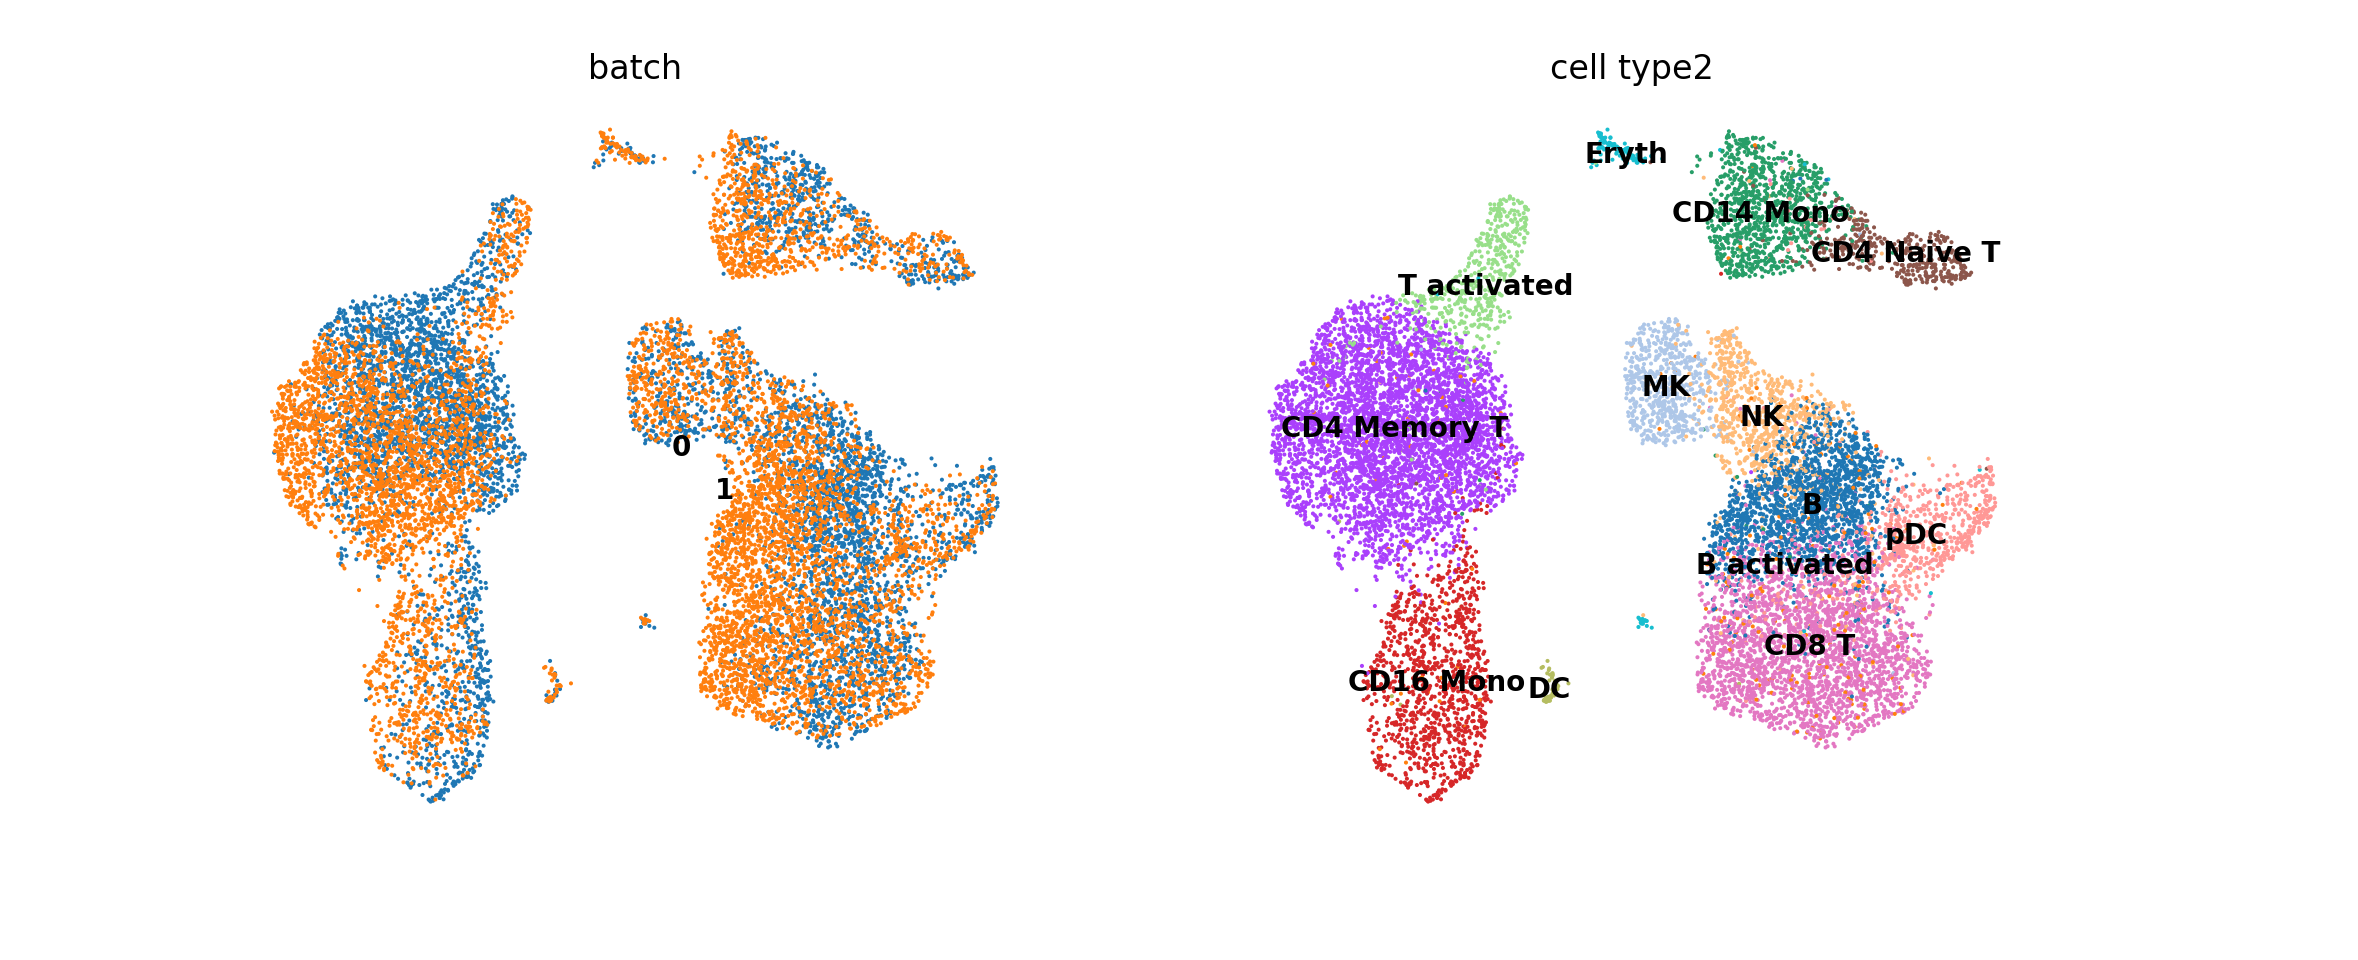 batch
0
1
cell type2
Eryth
CD14 Mono
CD4 Naive T
T activated
MK
NK
CD4 Memory T
B
pDC
B activated
CD8 T
CD16 Mono
DC